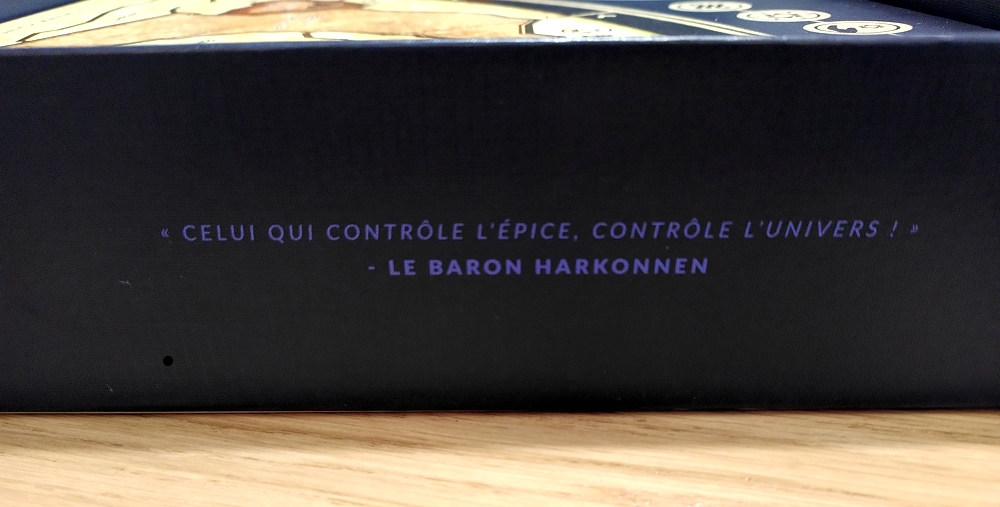 « CELUI QUI CONTRÔLE L'ÉPICE, CONTRÔLE L'UNIVERS ! »
- LE BARON HARKONNEN